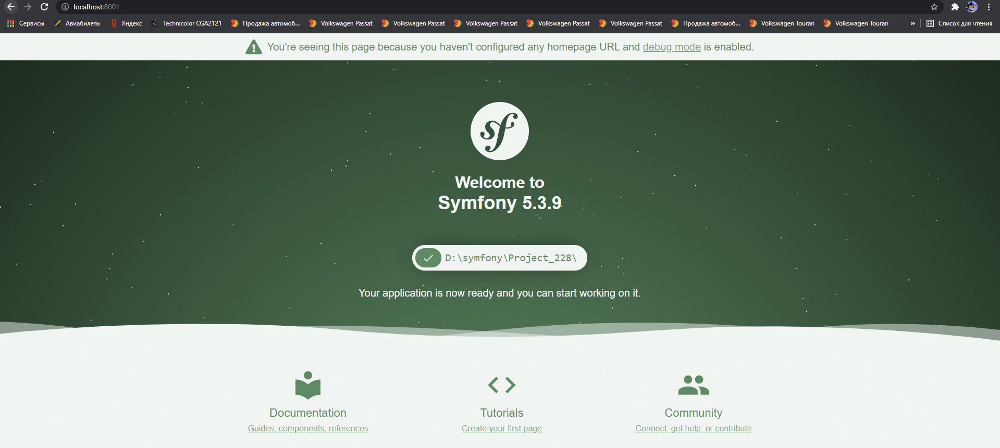 localhost:8001
Сервисы Авиабилеты Яндекс Technicolor CGA2121 Продажа автомоб... Volkswagen Passat Volkswagen Passat Volkswagen Passat Volkswagen Passat Volkswagen Passat Продажа автомоб... Volkswagen Touran Volkswagen Touran » Список для чтения
You're seeing this page because you haven't configured any homepage URL and debug mode is enabled.
sf
Welcome to
Symfony 5.3.9
D:\symfony\Project_228\
Your application is now ready and you can start working on it.
Documentation Tutorials Community
Guides, components, references Create your first page Connect, get help, or contribute